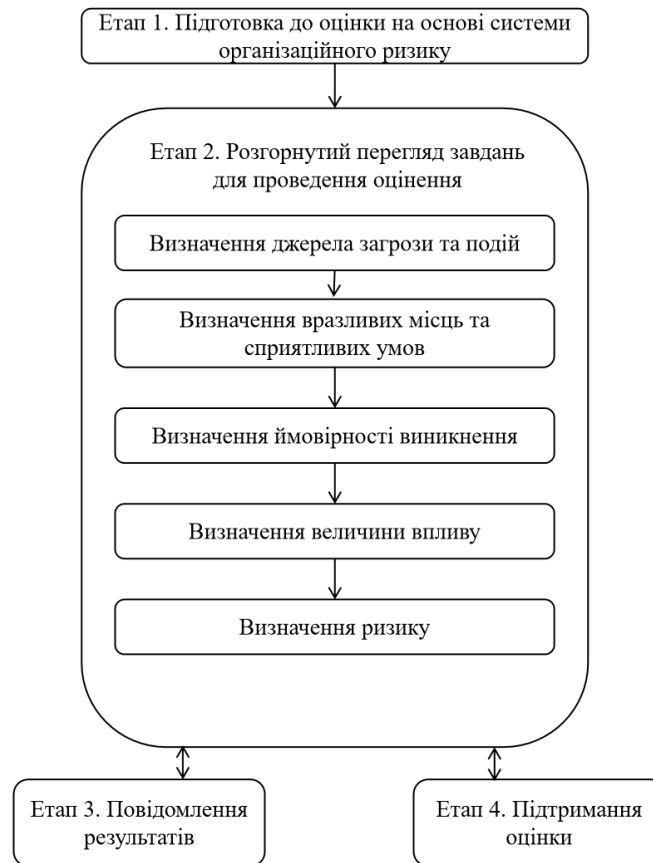 Етап 1. Підготовка до оцінки на основі системи
організаційного ризику
Етап 2. Розгорнутий перегляд завдань
для проведення оцінення
Визначення джерела загрози та подій
Визначення вразливих місць та
сприятливих умов
Визначення ймовірності виникнення
Визначення величини впливу
Визначення ризику
Етап 3. Повідомлення
результатів
Етап 4. Підтримання
оцінки